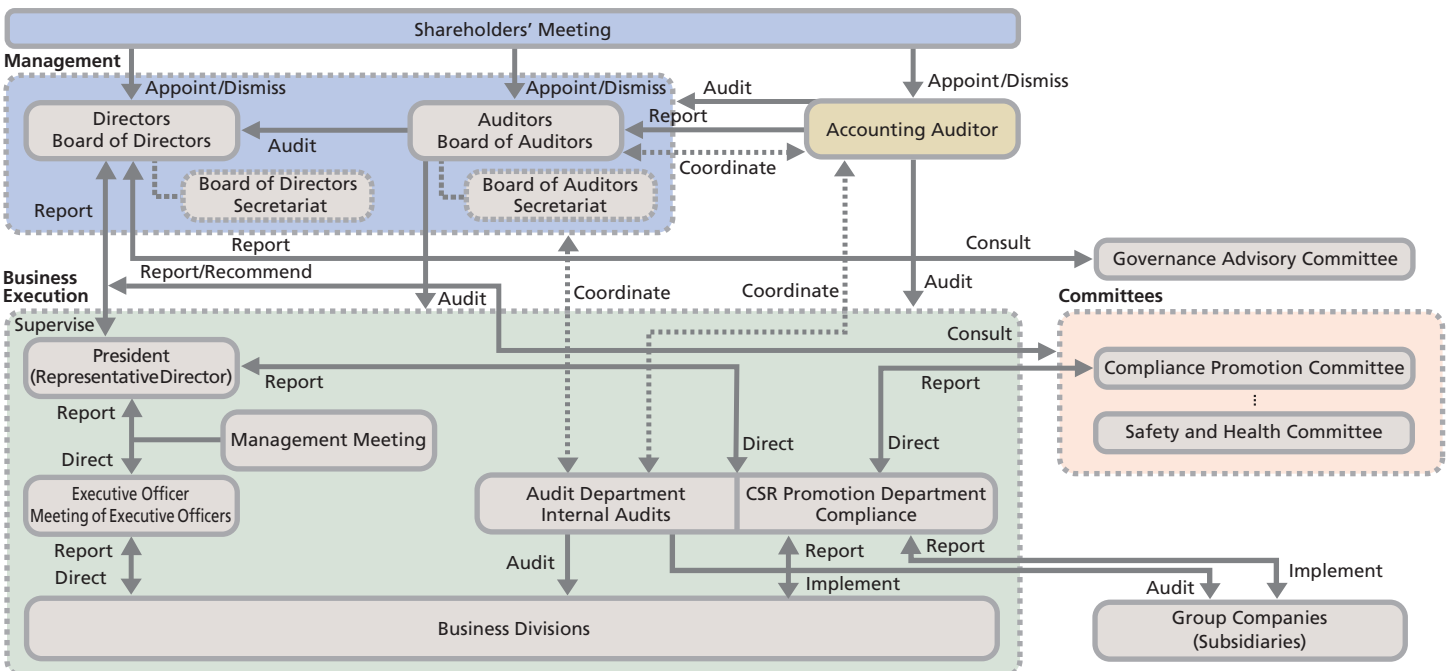 Shareholders' Meeting
Management
Appoint/Dismiss
Appoint/Dismiss
Appoint/Dismiss
Directors
Board of Directors
Audit
Auditors
Board of Auditors
Audit
Report
Accounting Auditor
Coordinate
Board of Directors
Secretariat
Board of Auditors
Secretariat
Report
Report
Consult
Governance Advisory Committee
Business
Execution
Report/Recommend
Audit
Coordinate
Coordinate
Audit
Committees
Supervise
Consult
President
(Representative Director)
Report
Report
Compliance Promotion Committee
⋮
Safety and Health Committee
Report
Management Meeting
Direct
Direct
Direct
Executive Officer
Meeting of Executive Officers
Audit Department
Internal Audits
CSR Promotion Department
Compliance
Report
Direct
Audit
Report
Implement
Report
Audit
Implement
Business Divisions
Group Companies
(Subsidiaries)